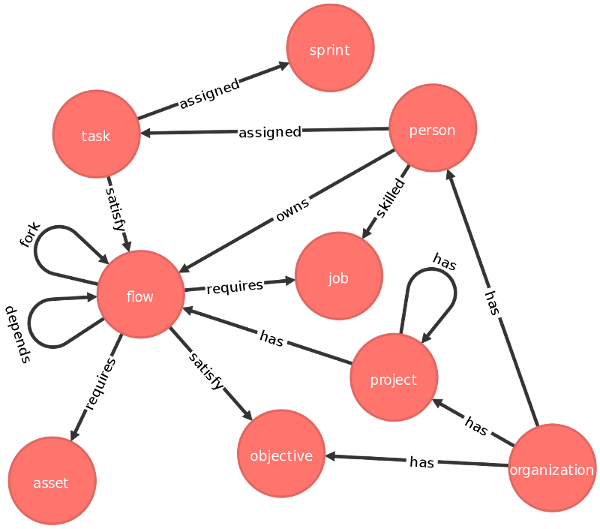 sprint
assigned
task
assigned
person
satisfy
owns
skilled
fork
flow
requires
job
has
has
depends
has
satisfy
requires
project
has
asset
objective
has
organization